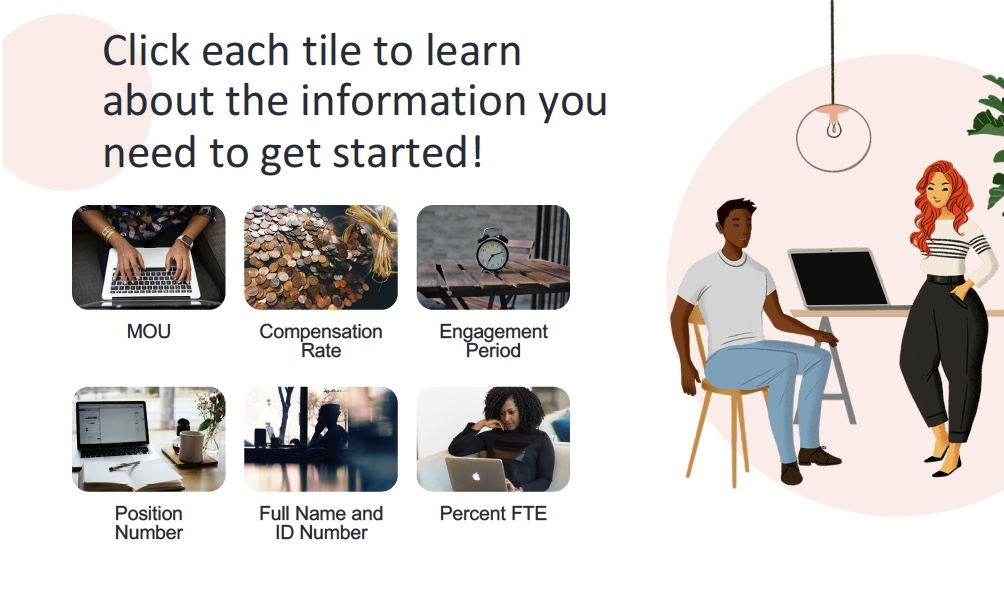 Click each tile to learn
about the information you
need to get started!
MOU
Compensation
Rate
Engagement
Period
Position
Number
Full Name and
ID Number
Percent FTE